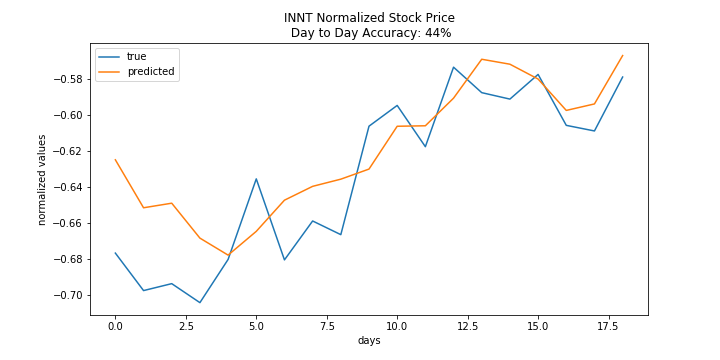 INNT Normalized Stock Price
Day to Day Accuracy: 44%
true
predicted
normalized values
−0.58
−0.60
−0.62
−0.64
−0.66
−0.68
−0.70
0.0 2.5 5.0 7.5 10.0 12.5 15.0 17.5
days